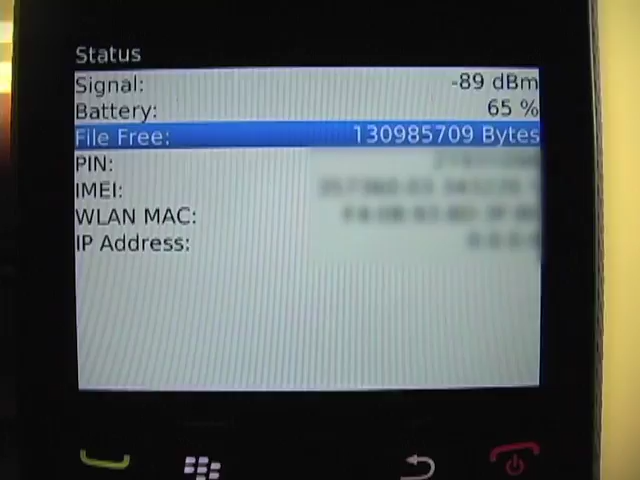 Status
Signal: -89 dBm
Battery: 65 %
File Free: 130985709 Bytes
PIN:
IMEI:
WLAN MAC:
IP Address: